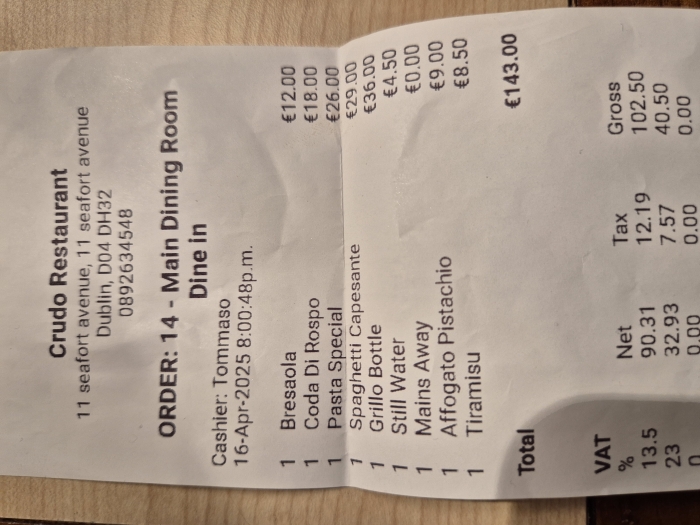 Crudo Restaurant
11 seafort avenue, 11 seafort avenue
Dublin, D04 DH32
0892634548
ORDER: 14 - Main Dining Room
Dine in
Cashier: Tommaso
16-Apr-2025 8:00:48p.m.
1 Bresaola €12.00
1 Coda Di Rospo €18.00
1 Pasta Special €26.00
1 Spaghetti Capesante €29.00
1 Grillo Bottle €36.00
1 Still Water €4.50
1 Mains Away €0.00
1 Affogato Pistachio €9.00
1 Tiramisu €8.50
Total €143.00
VAT
% Net Tax Gross
13.5 90.31 12.19 102.50
23 32.93 7.57 40.50
0 0.00 0.00 0.00